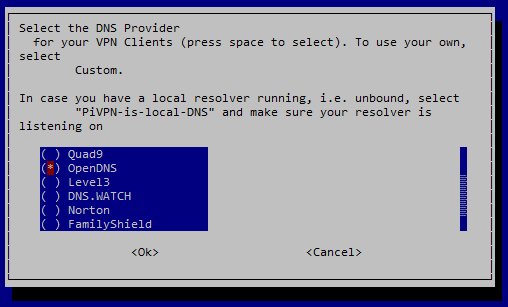 Select the DNS Provider
for your VPN Clients (press space to select). To use your own,
select
Custom.
In case you have a local resolver running, i.e. unbound, select
"PiVPN-is-local-DNS" and make sure your resolver is
listening on
( ) Quad9
(*) OpenDNS
( ) Level3
( ) DNS.WATCH
( ) Norton
( ) FamilyShield
<Ok> <Cancel>